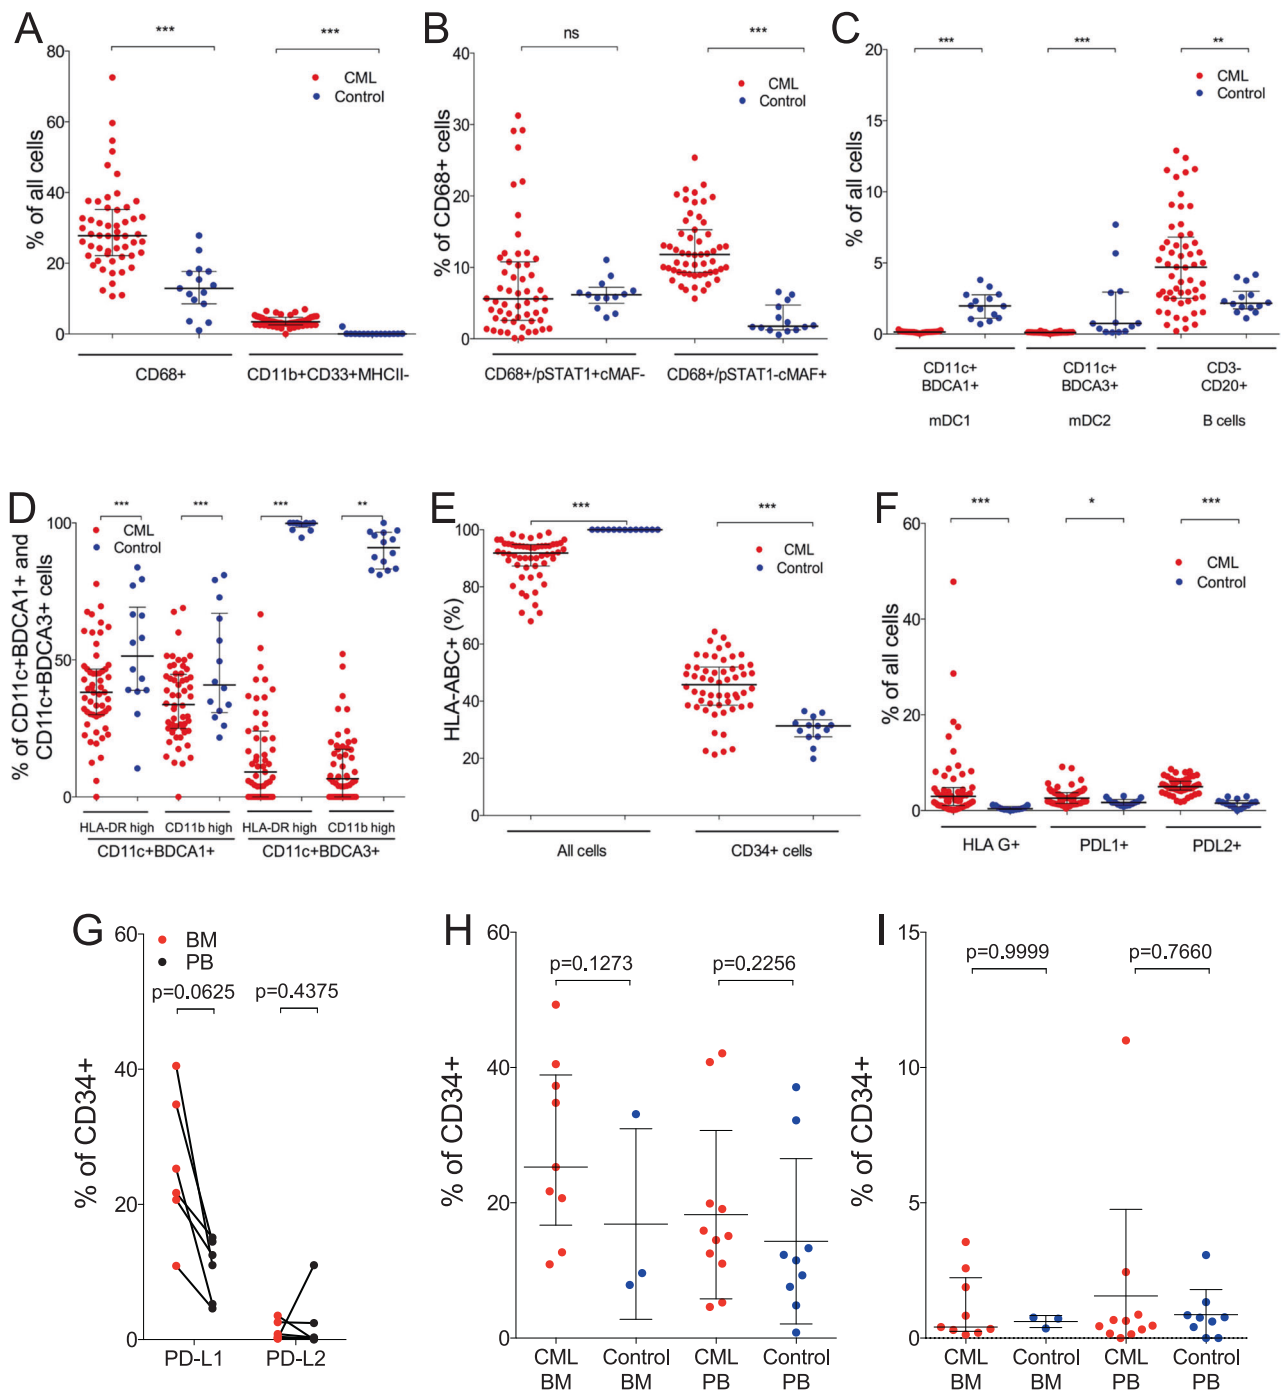 A
***
***
80
60
40
20
0
% of all cells
CML
Control
CD68+
CD11b+CD33+MHCII-
B
ns
***
40
30
20
10
0
% of CD68+ cells
CML
Control
CD68+/pSTAT1+cMAF-
CD68+/pSTAT1-cMAF+
C
***
***
**
20
15
10
5
0
% of all cells
CML
Control
CD11c+
BDCA1+
mDC1
CD11c+
BDCA3+
mDC2
CD3-
CD20+
B cells
D
***
***
***
**
100
50
0
% of CD11c+BDCA1+ and
CD11c+BDCA3+ cells
CML
Control
HLA-DR high
CD11b high
HLA-DR high
CD11b high
CD11c+BDCA1+
CD11c+BDCA3+
E
***
***
100
80
60
40
20
0
HLA-ABC+ (%)
CML
Control
All cells
CD34+ cells
F
***
*
***
60
40
20
0
% of all cells
CML
Control
HLA G+
PDL1+
PDL2+
G
60
40
20
0
% of CD34+
BM
PB
p=0.0625
p=0.4375
PD-L1
PD-L2
H
60
40
20
0
% of CD34+
p=0.1273
p=0.2256
CML
BM
Control
BM
CML
PB
Control
PB
I
15
10
5
0
% of CD34+
p=0.9999
p=0.7660
CML
BM
Control
BM
CML
PB
Control
PB